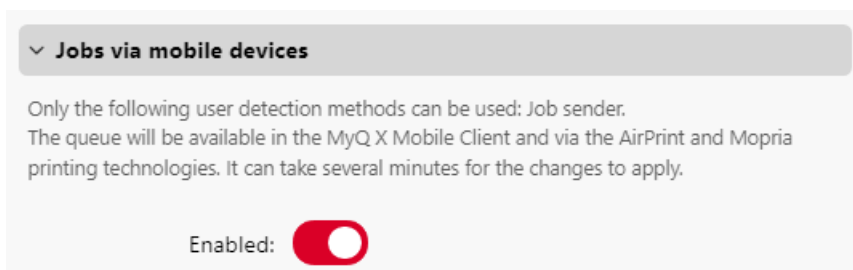 Jobs via mobile devices
Only the following user detection methods can be used: Job sender.
The queue will be available in the MyQ X Mobile Client and via the AirPrint and Mopria
printing technologies. It can take several minutes for the changes to apply.
Enabled: